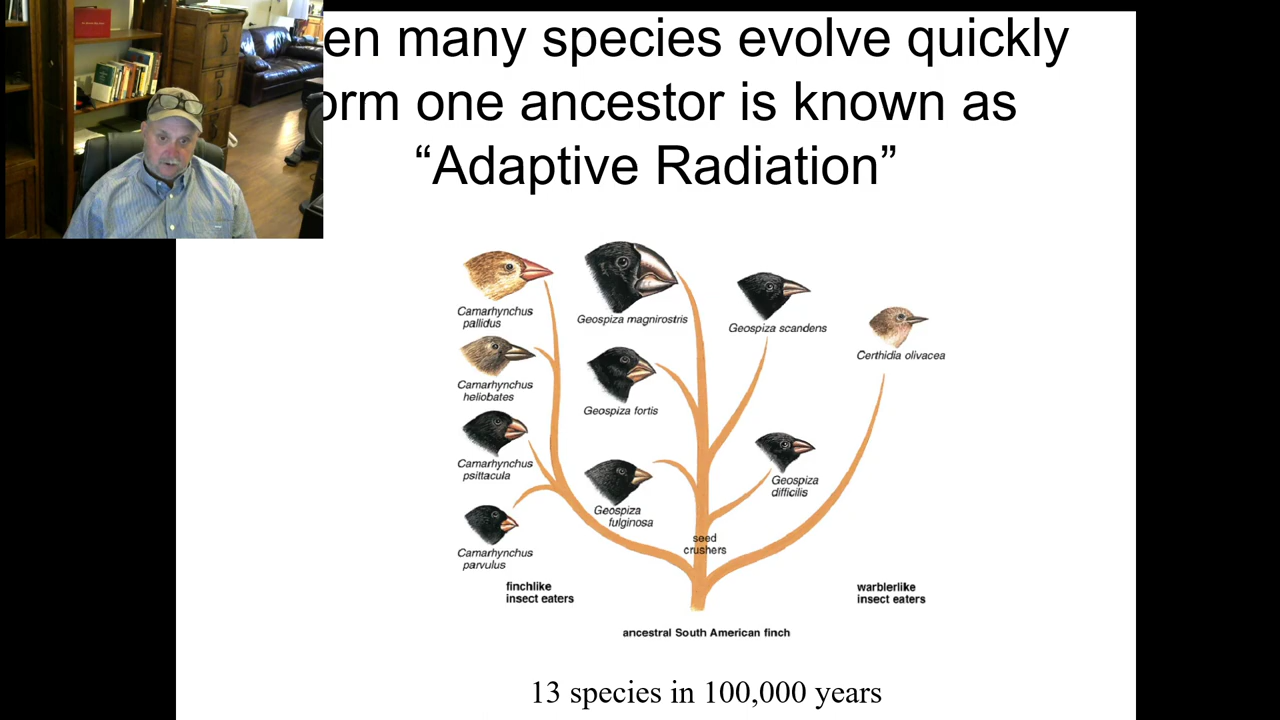 en many species evolve quickly
orm one ancestor is known as
“Adaptive Radiation”
Camarhynchus
pallidus
Geospiza magnirostris
Geospiza scandens
Certhidia olivacea
Camarhynchus
heliobates
Geospiza fortis
Camarhynchus
psittacula
Geospiza
difficilis
Geospiza
fulginosa
Camarhynchus
parvulus
seed
crushers
finchlike
insect eaters
warblerlike
insect eaters
ancestral South American finch
13 species in 100,000 years